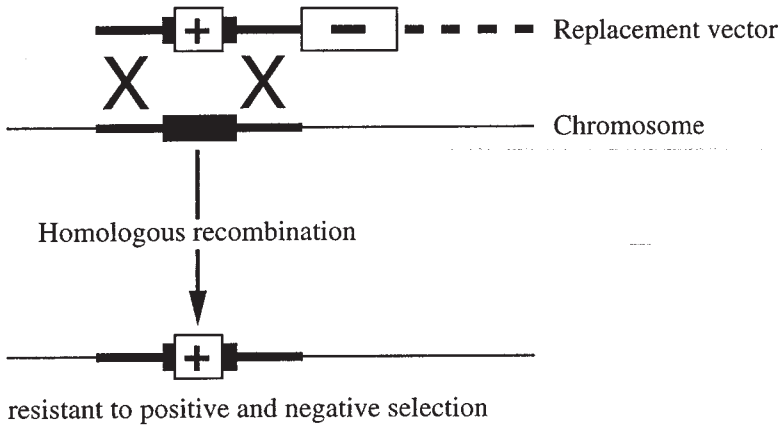 +
Replacement vector
Chromosome
Homologous recombination
+
resistant to positive and negative selection